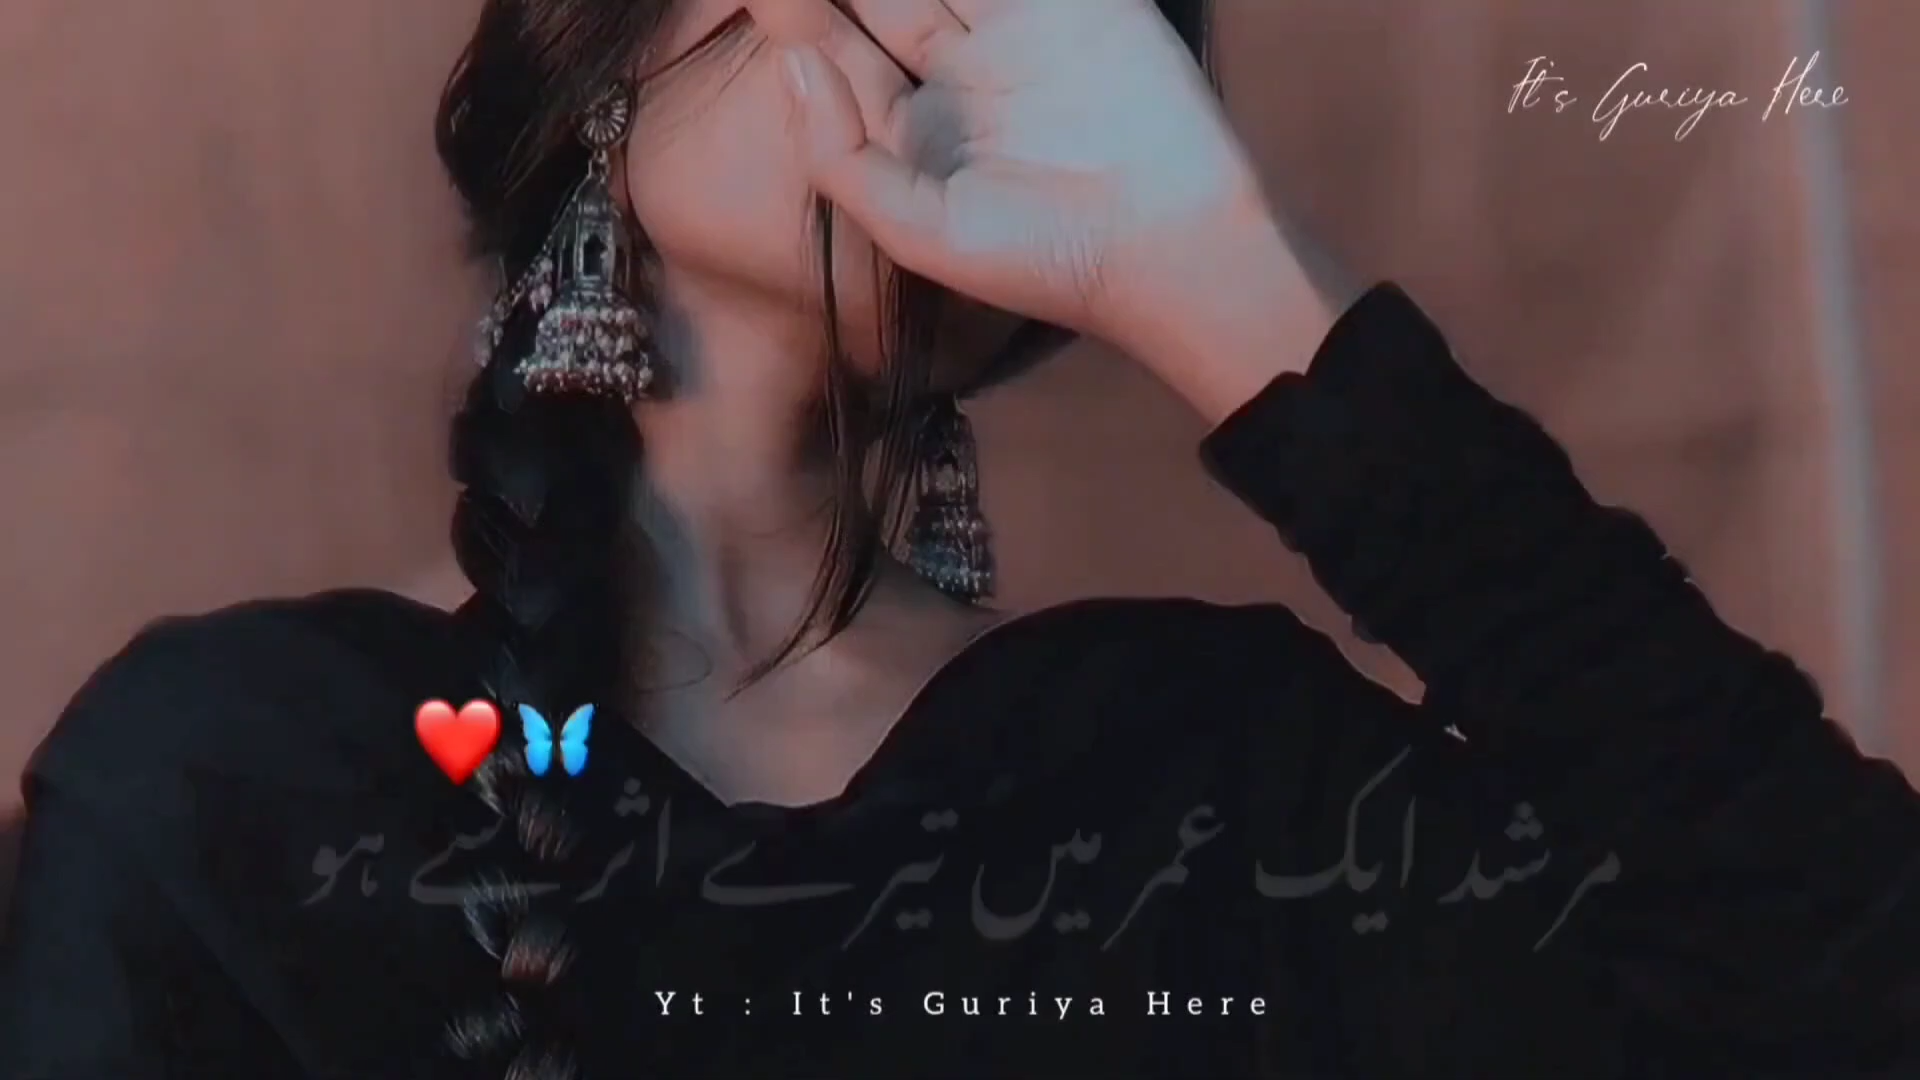 It's Guriya Here
❤️🦋
مرشد ایک عمر میں تیرے اثر سے ہو
Yt : It's Guriya Here